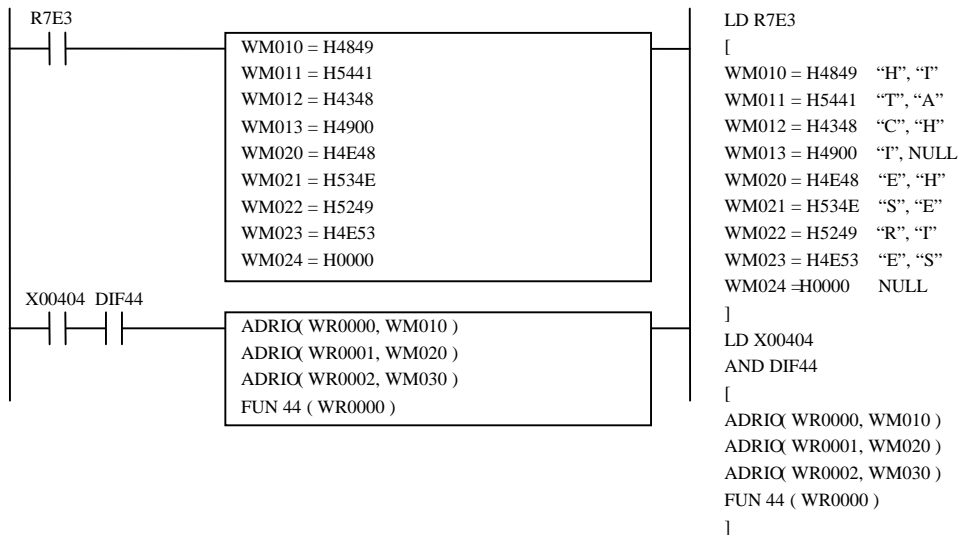 R7E3
WM010 = H4849
WM011 = H5441
WM012 = H4348
WM013 = H4900
WM020 = H4E48
WM021 = H534E
WM022 = H5249
WM023 = H4E53
WM024 = H0000
X00404 DIF44
ADRIO( WR0000, WM010 )
ADRIO( WR0001, WM020 )
ADRIO( WR0002, WM030 )
FUN 44 ( WR0000 )
LD R7E3
[
WM010 = H4849 “H”, “I”
WM011 = H5441 “T”, “A”
WM012 = H4348 “C”, “H”
WM013 = H4900 “I”, NULL
WM020 = H4E48 “E”, “H”
WM021 = H534E “S”, “E”
WM022 = H5249 “R”, “I”
WM023 = H4E53 “E”, “S”
WM024 =H0000 NULL
]
LD X00404
AND DIF44
[
ADRIO( WR0000, WM010 )
ADRIO( WR0001, WM020 )
ADRIO( WR0002, WM030 )
FUN 44 ( WR0000 )
]